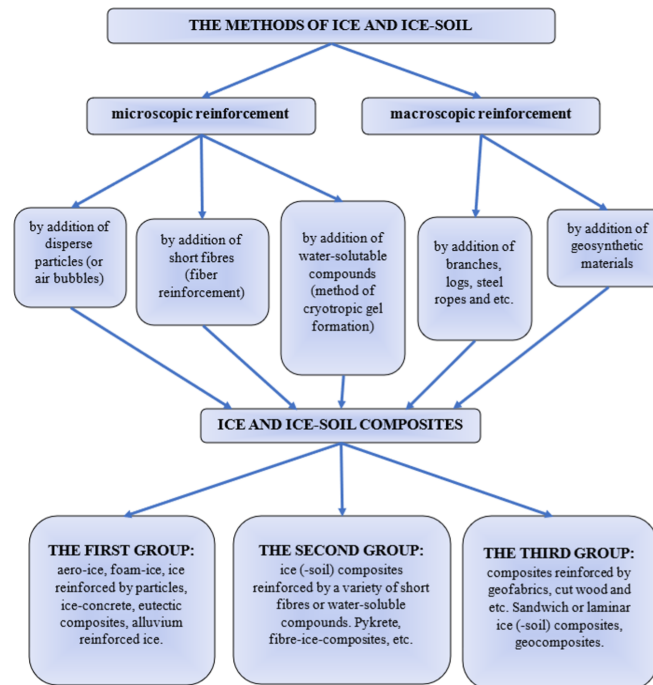 THE METHODS OF ICE AND ICE-SOIL
microscopic reinforcement
macroscopic reinforcement
by addition of
disperse
particles (or
air bubbles)
by addition of
short fibres
(fiber
reinforcement)
by addition of
water-solutable
compounds
(method of
cryotropic gel
formation)
by addition of
branches,
logs, steel
ropes and etc.
by addition of
geosynthetic
materials
ICE AND ICE-SOIL COMPOSITES
THE FIRST GROUP:
aero-ice, foam-ice, ice
reinforced by particles,
ice-concrete, eutectic
composites, alluvium
reinforced ice.
THE SECOND GROUP:
ice (-soil) composites
reinforced by a variety of short
fibres or water-soluble
compounds. Pykrete,
fibre-ice-composites, etc.
THE THIRD GROUP:
composites reinforced by
geofabrics, cut wood and
etc. Sandwich or laminar
ice (-soil) composites,
geocomposites.